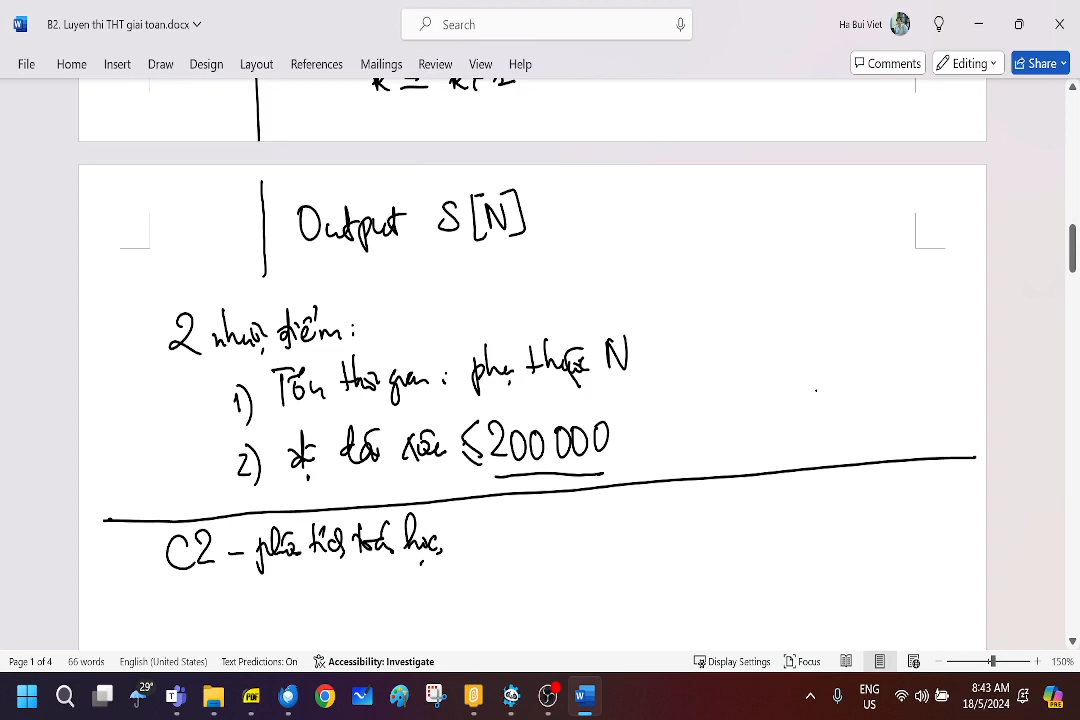 B2. Luyen thi THT giai toan.docx
Search
Ha Bui Viet
File Home Insert Draw Design Layout References Mailings Review View Help
Comments Editing Share
Output S[N]
2 nhược điểm:
1) Tốn thời gian: phụ thuộc N
2) độ dài xâu ≤ 200 000
C2 - phân tích toán học,
Page 1 of 4 66 words English (United States) Text Predictions: On Accessibility: Investigate Display Settings Focus 150%
29°
ENG
US
8:43 AM
18/5/2024
PRE